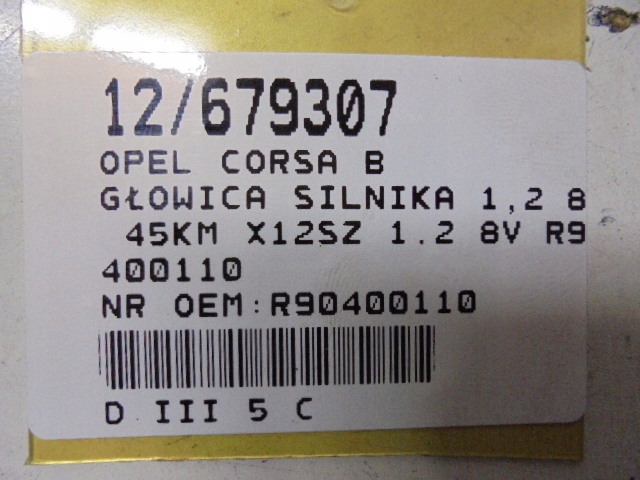 12/679307
OPEL CORSA B
GŁOWICA SILNIKA 1,2 8
45KM X12SZ 1.2 8V R9
400110
NR OEM:R90400110
D III 5 C